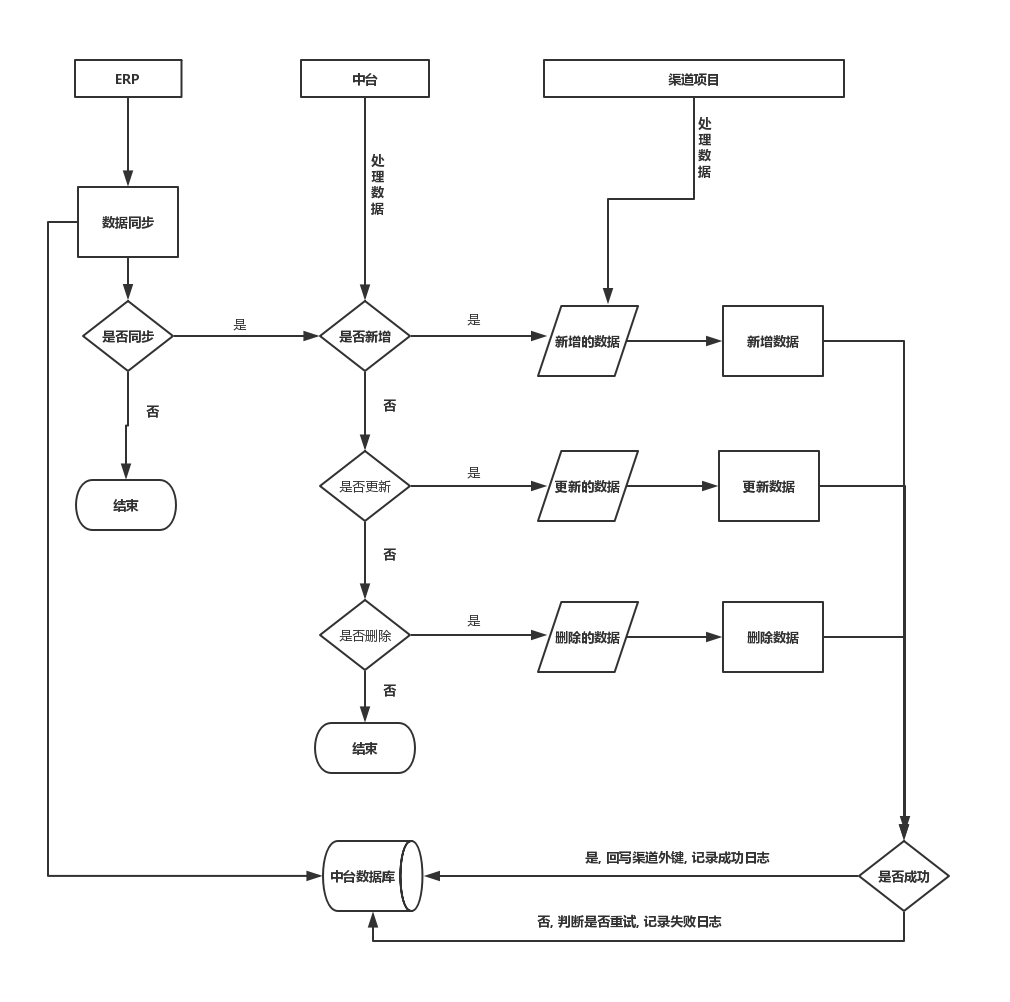 ERP
中台
渠道项目
处理数据
处理数据
数据同步
是否同步
是
是否新增
是
新增的数据
新增数据
否
否
结束
是否更新
是
更新的数据
更新数据
否
是否删除
是
删除的数据
删除数据
否
结束
是, 回写渠道外键, 记录成功日志
中台数据库
是否成功
否, 判断是否重试, 记录失败日志